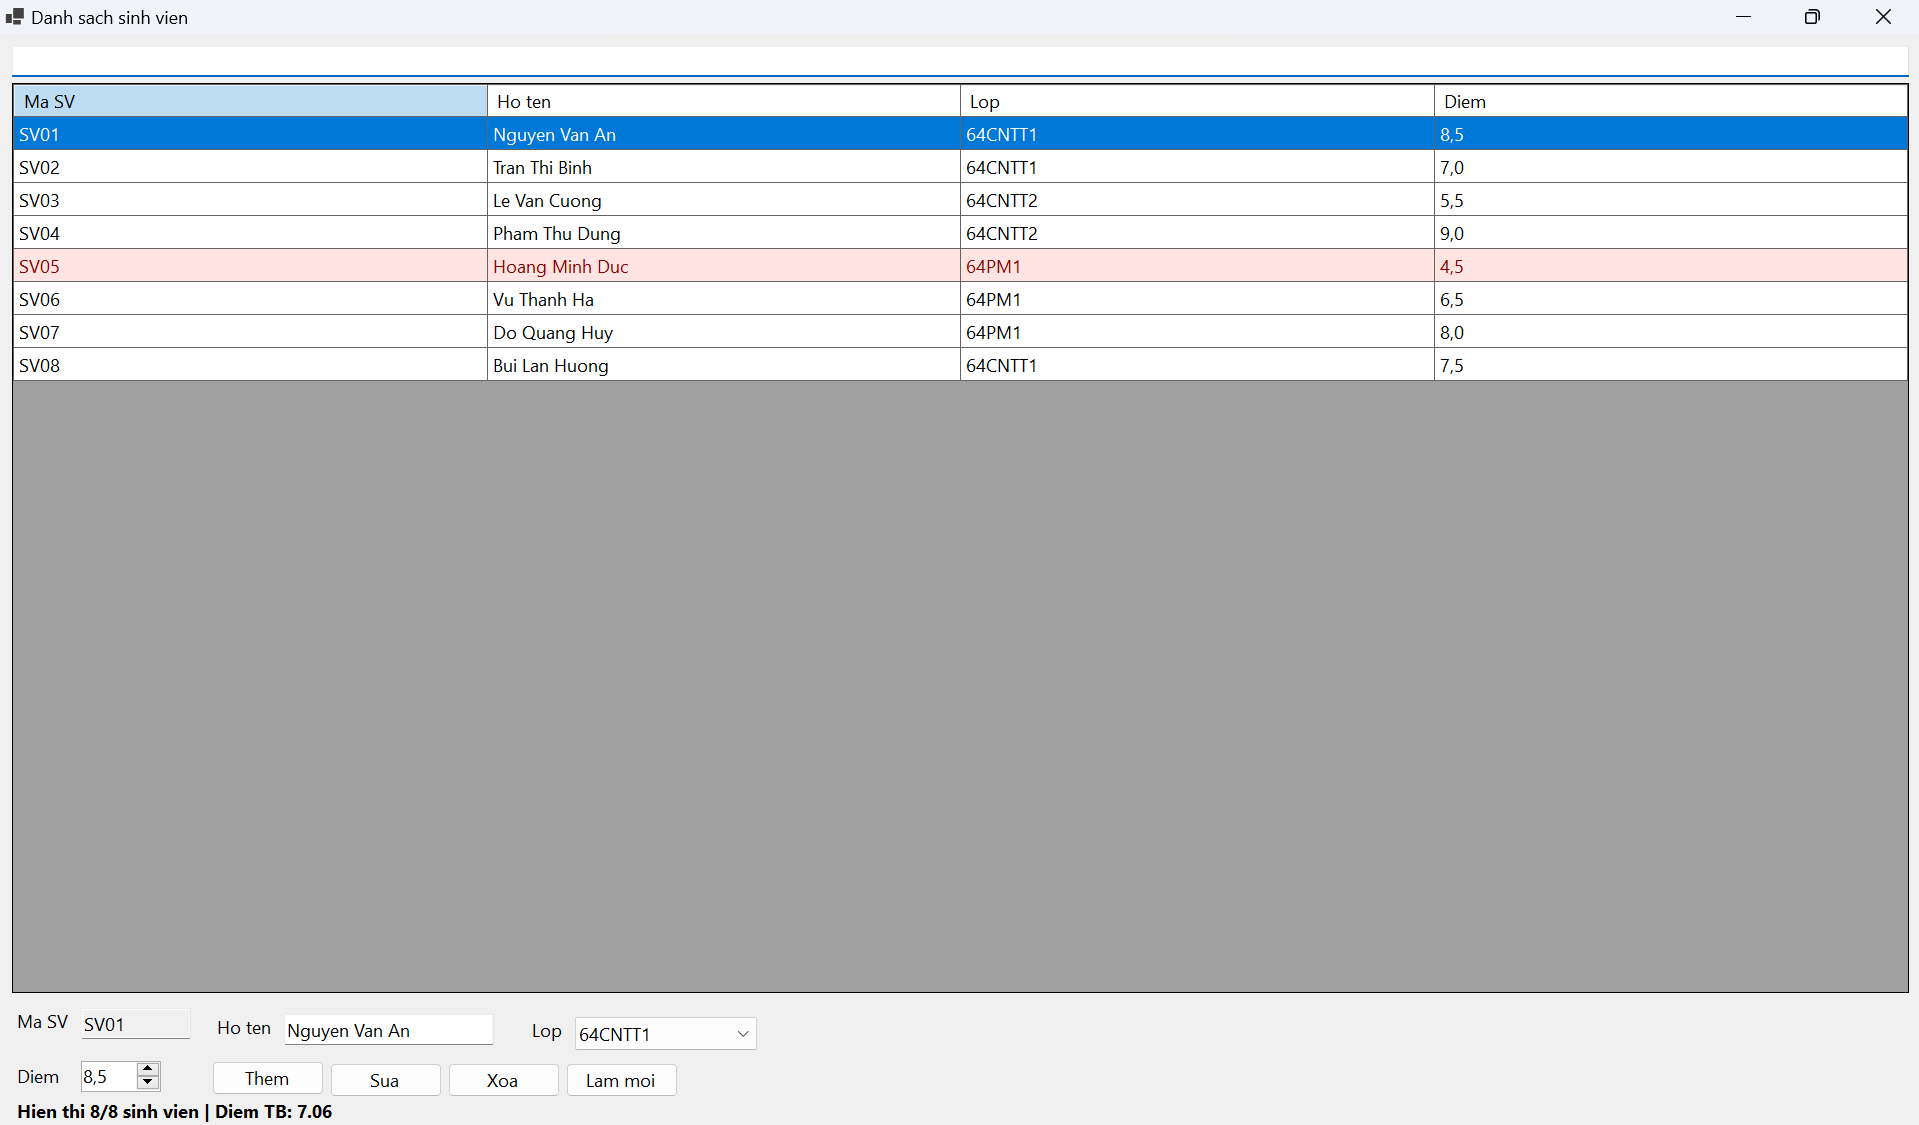 Danh sach sinh vien
Ma SV Ho ten Lop Diem
SV01 Nguyen Van An 64CNTT1 8,5
SV02 Tran Thi Binh 64CNTT1 7,0
SV03 Le Van Cuong 64CNTT2 5,5
SV04 Pham Thu Dung 64CNTT2 9,0
SV05 Hoang Minh Duc 64PM1 4,5
SV06 Vu Thanh Ha 64PM1 6,5
SV07 Do Quang Huy 64PM1 8,0
SV08 Bui Lan Huong 64CNTT1 7,5
Ma SV SV01 Ho ten Nguyen Van An Lop 64CNTT1
Diem 8,5 Them Sua Xoa Lam moi
Hien thi 8/8 sinh vien | Diem TB: 7.06